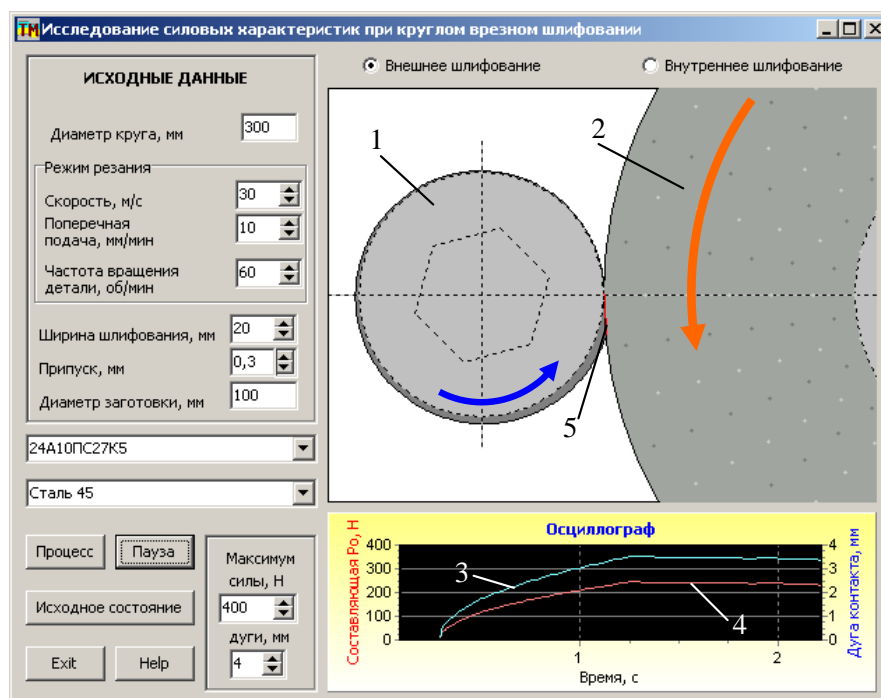 ТМ Исследование силовых характеристик при круглом врезном шлифовании
ИСХОДНЫЕ ДАННЫЕ
Диаметр круга, мм 300
Режим резания
Скорость, м/с 30
Поперечная
подача, мм/мин 10
Частота вращения
детали, об/мин 60
Ширина шлифования, мм 20
Припуск, мм 0,3
Диаметр заготовки, мм 100
24А10ПС27К5
Сталь 45
Процесс Пауза
Исходное состояние
Exit Help
Максимум
силы, Н
400
дуги, мм
4
Внешнее шлифование Внутреннее шлифование
1 2
5
Осциллограф
Составляющая Po, Н
400
300
200
100
0
3
4
4
3
2
1
0
Дуга контакта, мм
1 2
Время, с